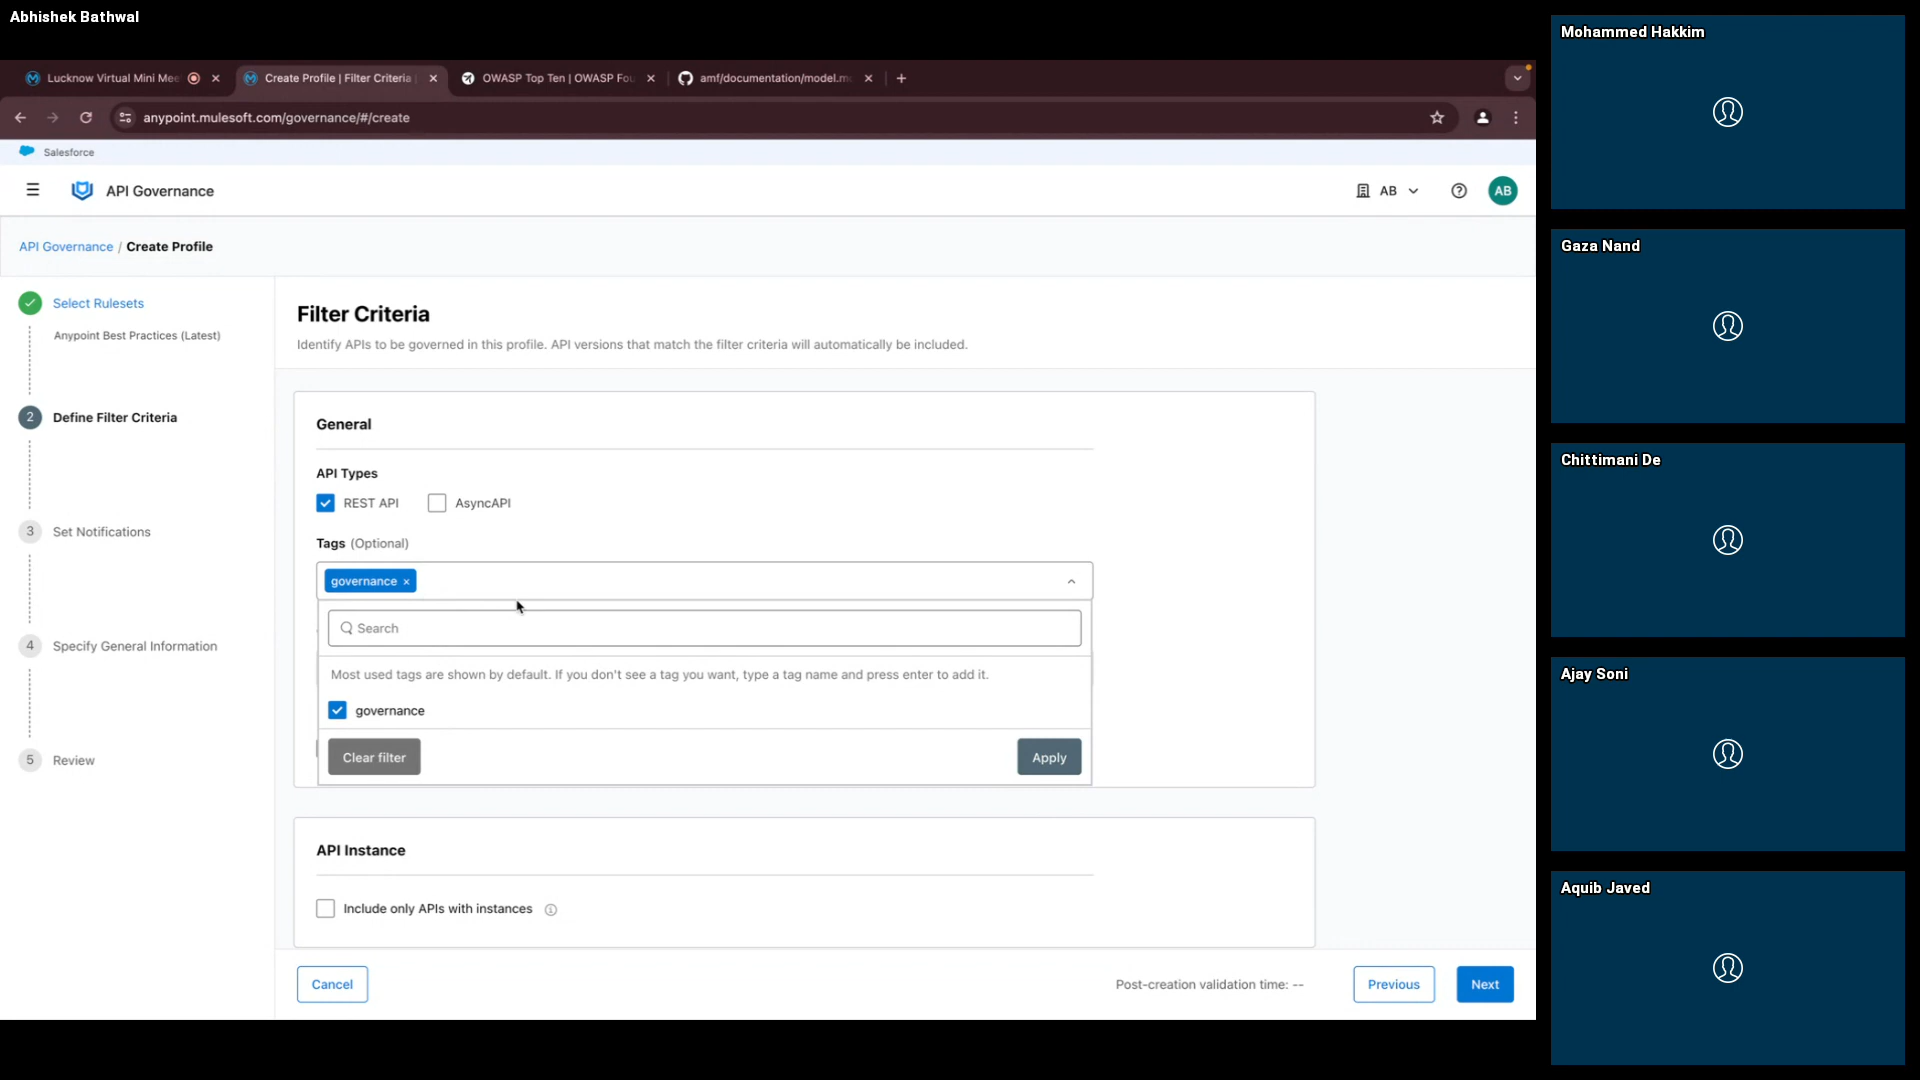 Abhishek Bathwal
Lucknow Virtual Mini Mee
Create Profile | Filter Criteria
OWASP Top Ten | OWASP Fou
amf/documentation/model.m
anypoint.mulesoft.com/governance/#/create
Salesforce
API Governance
AB
AB
API Governance / Create Profile
Select Rulesets
Anypoint Best Practices (Latest)
2 Define Filter Criteria
3 Set Notifications
4 Specify General Information
5 Review
Filter Criteria
Identify APIs to be governed in this profile. API versions that match the filter criteria will automatically be included.
General
API Types
REST API
AsyncAPI
Tags (Optional)
governance ×
Search
Most used tags are shown by default. If you don't see a tag you want, type a tag name and press enter to add it.
governance
Clear filter
Apply
API Instance
Include only APIs with instances
Cancel
Post-creation validation time: --
Previous
Next
Mohammed Hakkim
Gaza Nand
Chittimani De
Ajay Soni
Aquib Javed